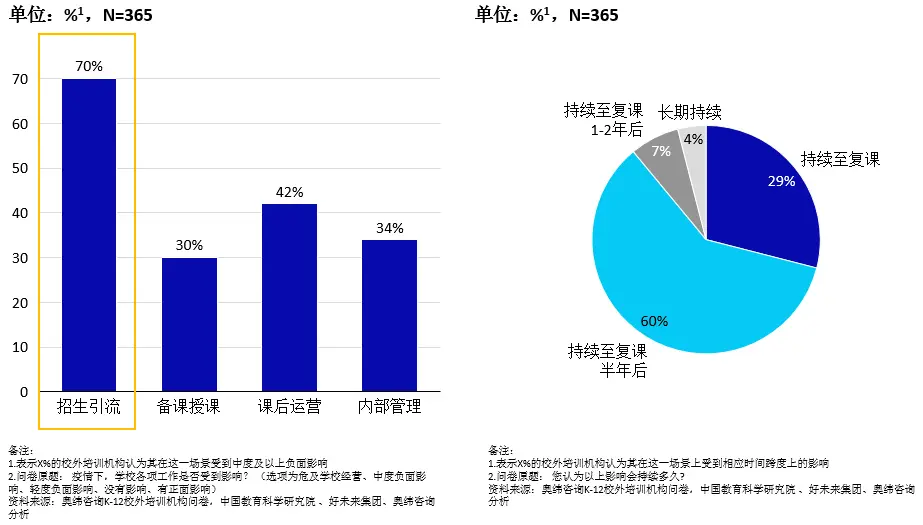 单位：%1，N=365
70%
30%
42%
34%
70
60
50
40
30
20
10
0
招生引流
备课授课
课后运营
内部管理
备注：
1.表示X%的校外培训机构认为其在这一场景受到中度及以上负面影响
2.问卷原题： 疫情下，学校各项工作是否受到影响？（选项为危及学校经营、中度负面影
响、轻度负面影响、没有影响、有正面影响）
资料来源：奥纬咨询K-12校外培训机构问卷，中国教育科学研究院 、好未来集团、奥纬咨询
分析
单位：%1，N=365
持续至复课
1-2年后
长期持续
7%
4%
持续至复课
29%
60%
持续至复课
半年后
备注：
1.表示X%的校外培训机构认为其在这一场景上受到相应时间跨度上的影响
2.问卷原题： 您认为以上影响会持续多久？
资料来源：奥纬咨询K-12校外培训机构问卷，中国教育科学研究院 、好未来集团、奥纬咨询
分析